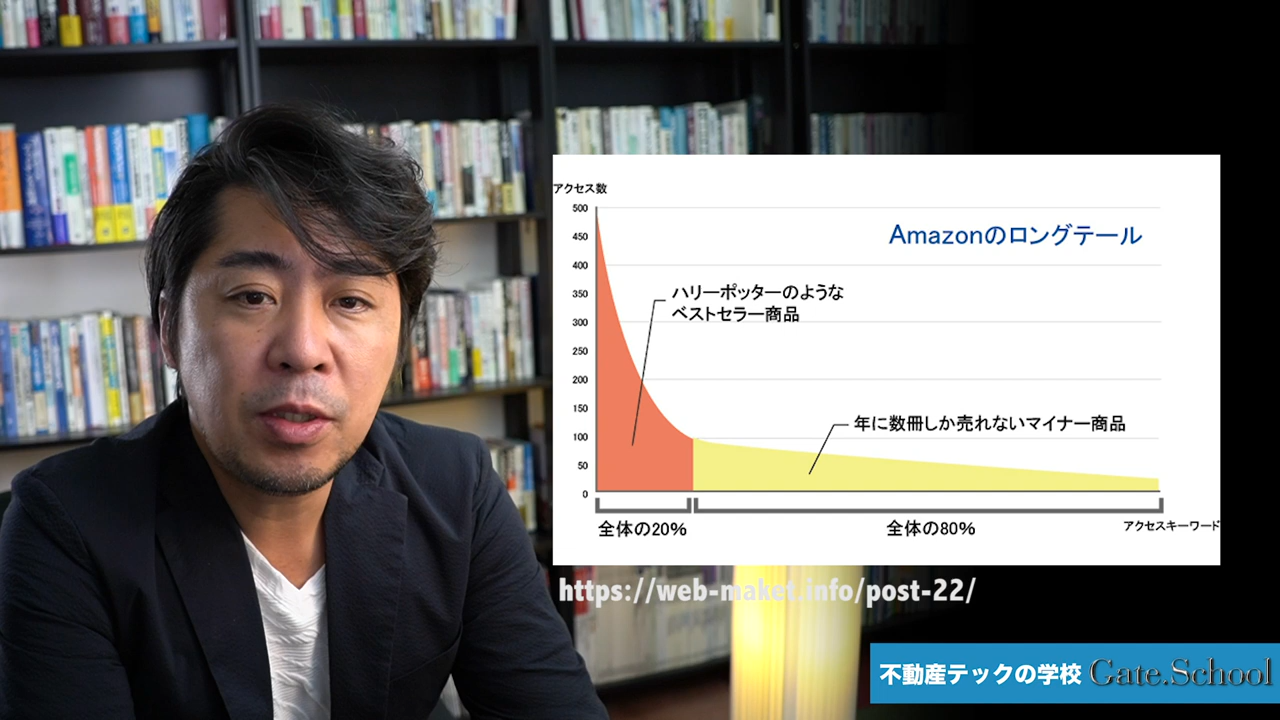 アクセス数
500
450
400
350
300
250
200
150
100
50
0
Amazonのロングテール
ハリーポッターのような
ベストセラー商品
年に数冊しか売れないマイナー商品
全体の20%
全体の80%
アクセスキーワード
https://web-maket.info/post-22/
不動産テックの学校 Gate.School